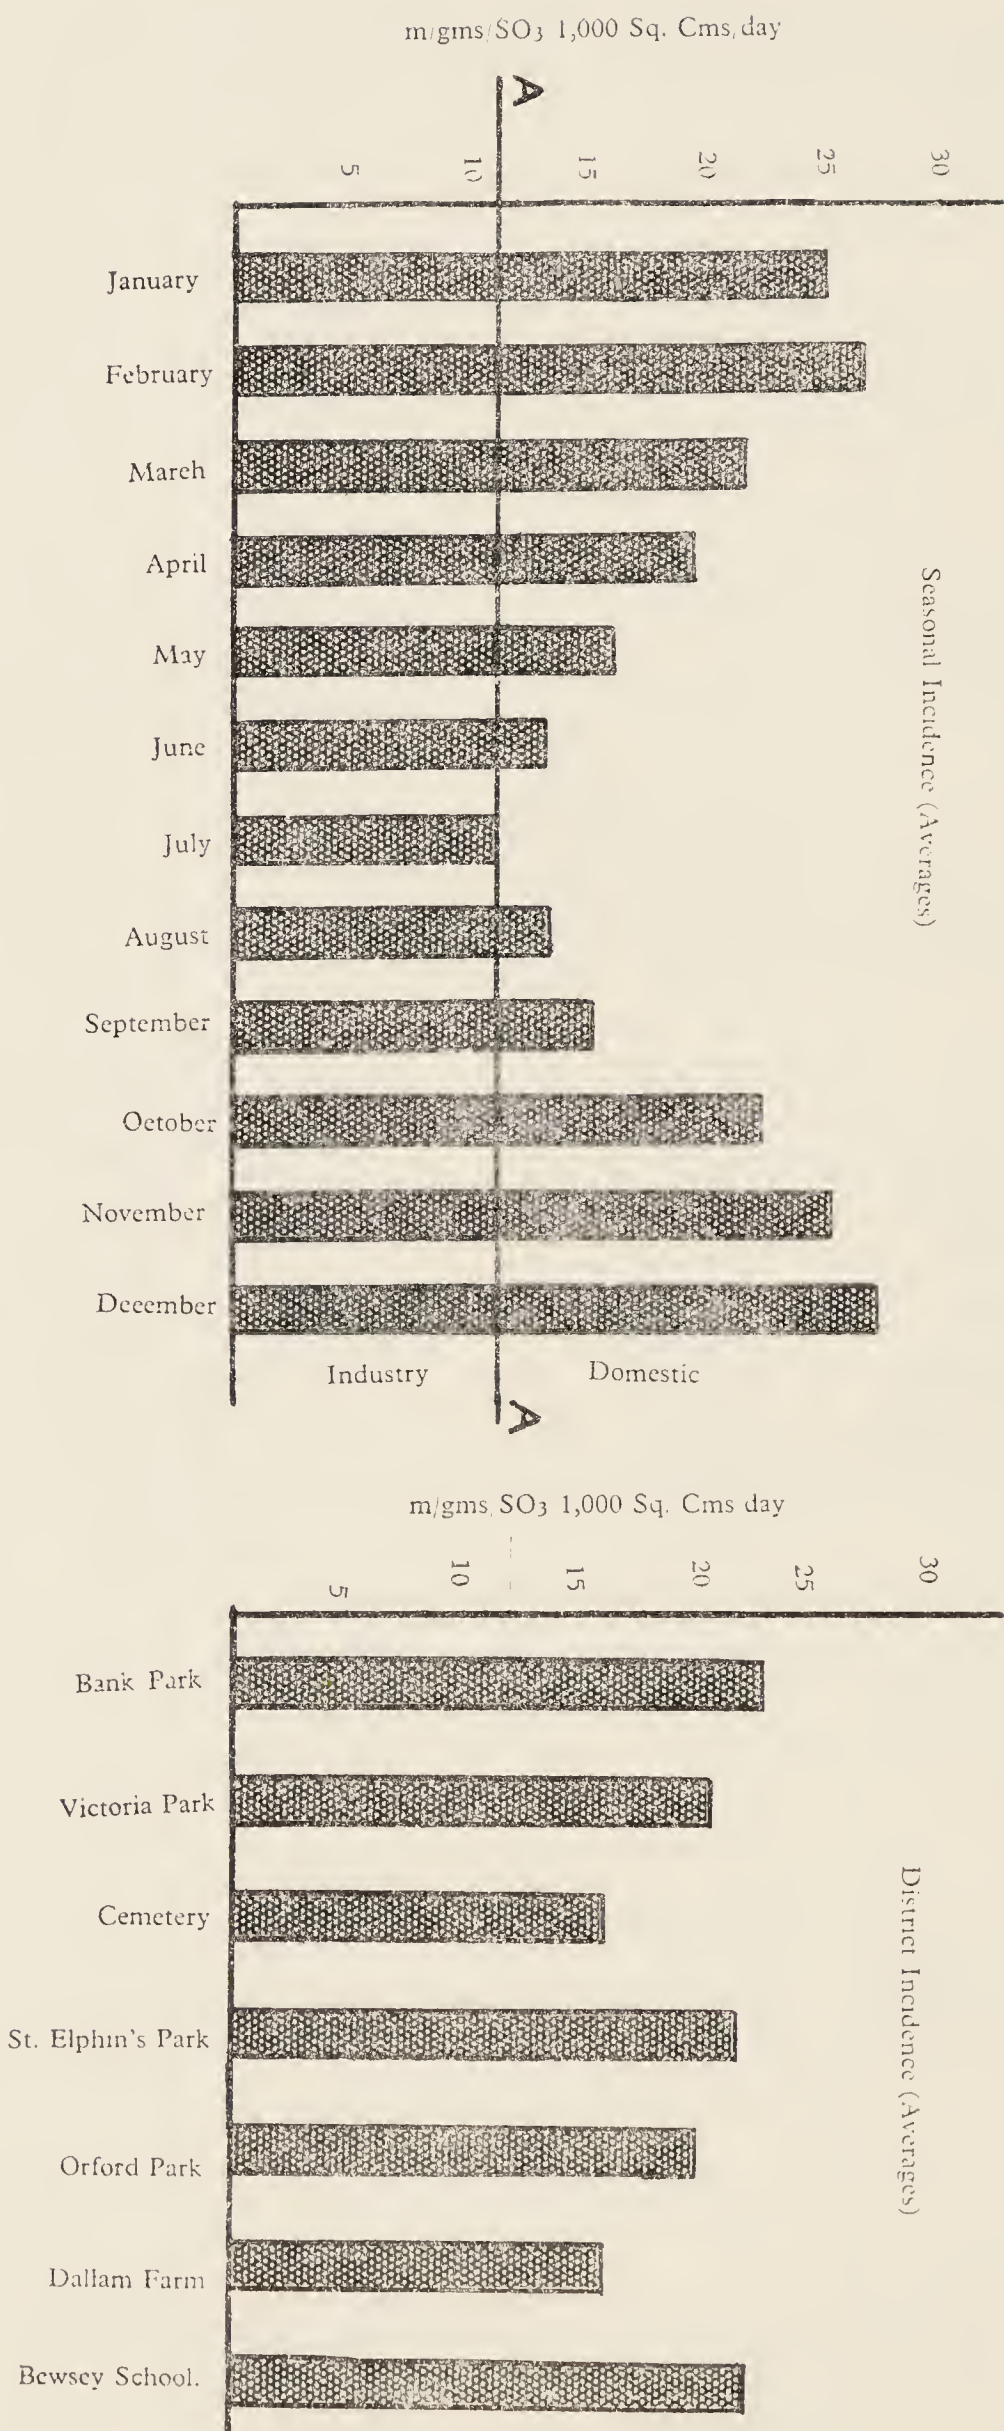 m/gms/SO3 1,000 Sq. Cms/day
A
5 10 15 20 25 30
January
February
March
April
May
June
July
August
September
October
November
December
Industry Domestic
A
Seasonal Incidence (Averages)
m/gms/SO3 1,000 Sq. Cms day
5 10 15 20 25 30
Bank Park
Victoria Park
Cemetery
St. Elphin's Park
Orford Park
Dallam Farm
Bewsey School.
District Incidence (Averages)